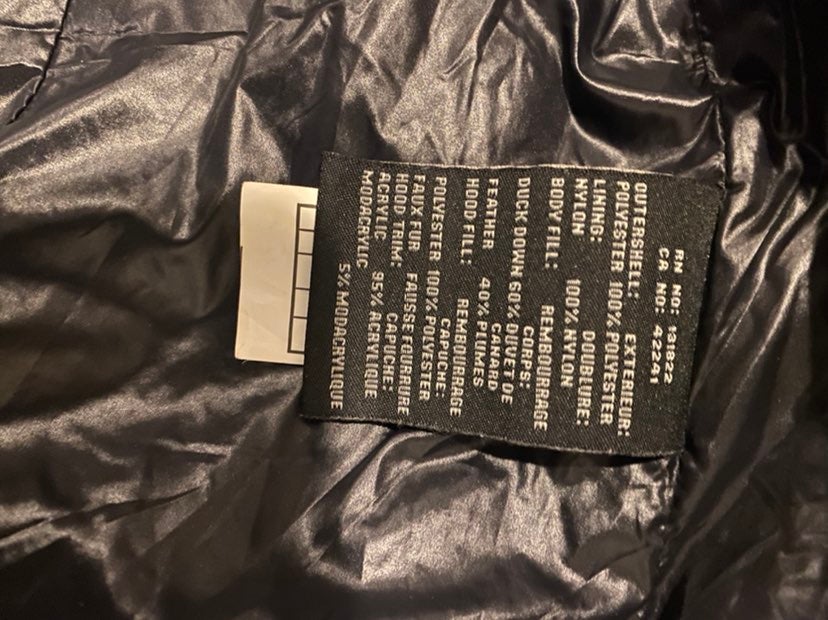 RN NO:
CA NO: 42241
OUTERSHELL: EXTERIEUR:
POLYESTER 100% POLYESTER
LINING: DOUBLURE:
NYLON 100% NYLON
BODY FILL: REMBOURRAGE
CORPS:
DUCK DOWN 60% DUVET DE
CANARD
FEATHER 40% PLUMES
HOOD FILL: REMBOURRAGE
CAPUCHE:
POLYESTER 100% POLYESTER
FAUX FUR FAUSSE FOURRURE
HOOD TRIM: CAPUCHE:
ACRYLIC 95% ACRYLIQUE
MODACRYLIC 5% MODACRYLIQUE